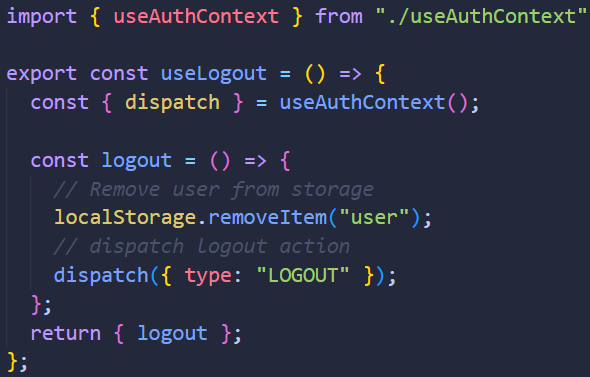 import { useAuthContext } from "./useAuthContext"
export const useLogout = () => {
const { dispatch } = useAuthContext();
const logout = () => {
// Remove user from storage
localStorage.removeItem("user");
// dispatch logout action
dispatch({ type: "LOGOUT" });
};
return { logout };
};